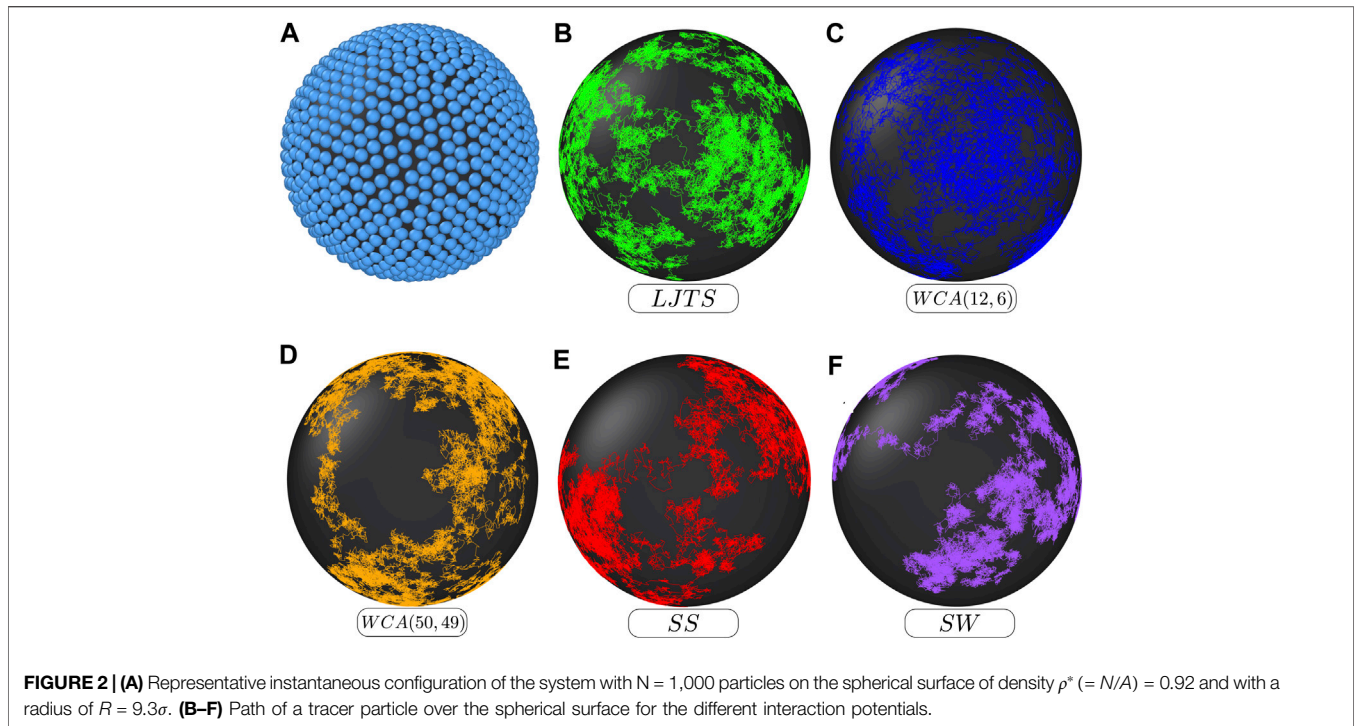 A
B
C
LJTS
WCA(12, 6)
D
E
F
WCA(50, 49)
SS
SW
FIGURE 2 | (A) Representative instantaneous configuration of the system with N = 1,000 particles on the spherical surface of density ρ* (= N/A) = 0.92 and with a
radius of R = 9.3σ. (B–F) Path of a tracer particle over the spherical surface for the different interaction potentials.